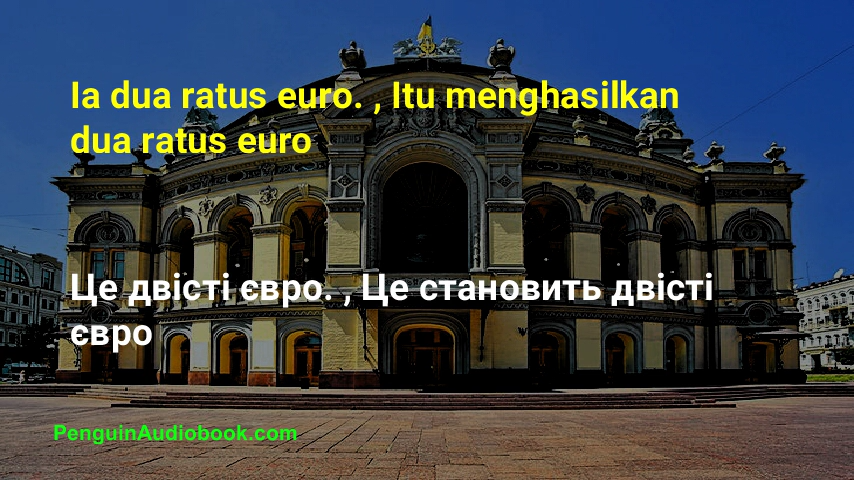 Ia dua ratus euro. , Itu menghasilkan
dua ratus euro
Це двісті євро. , Це становить двісті
євро
PenguinAudiobook.com